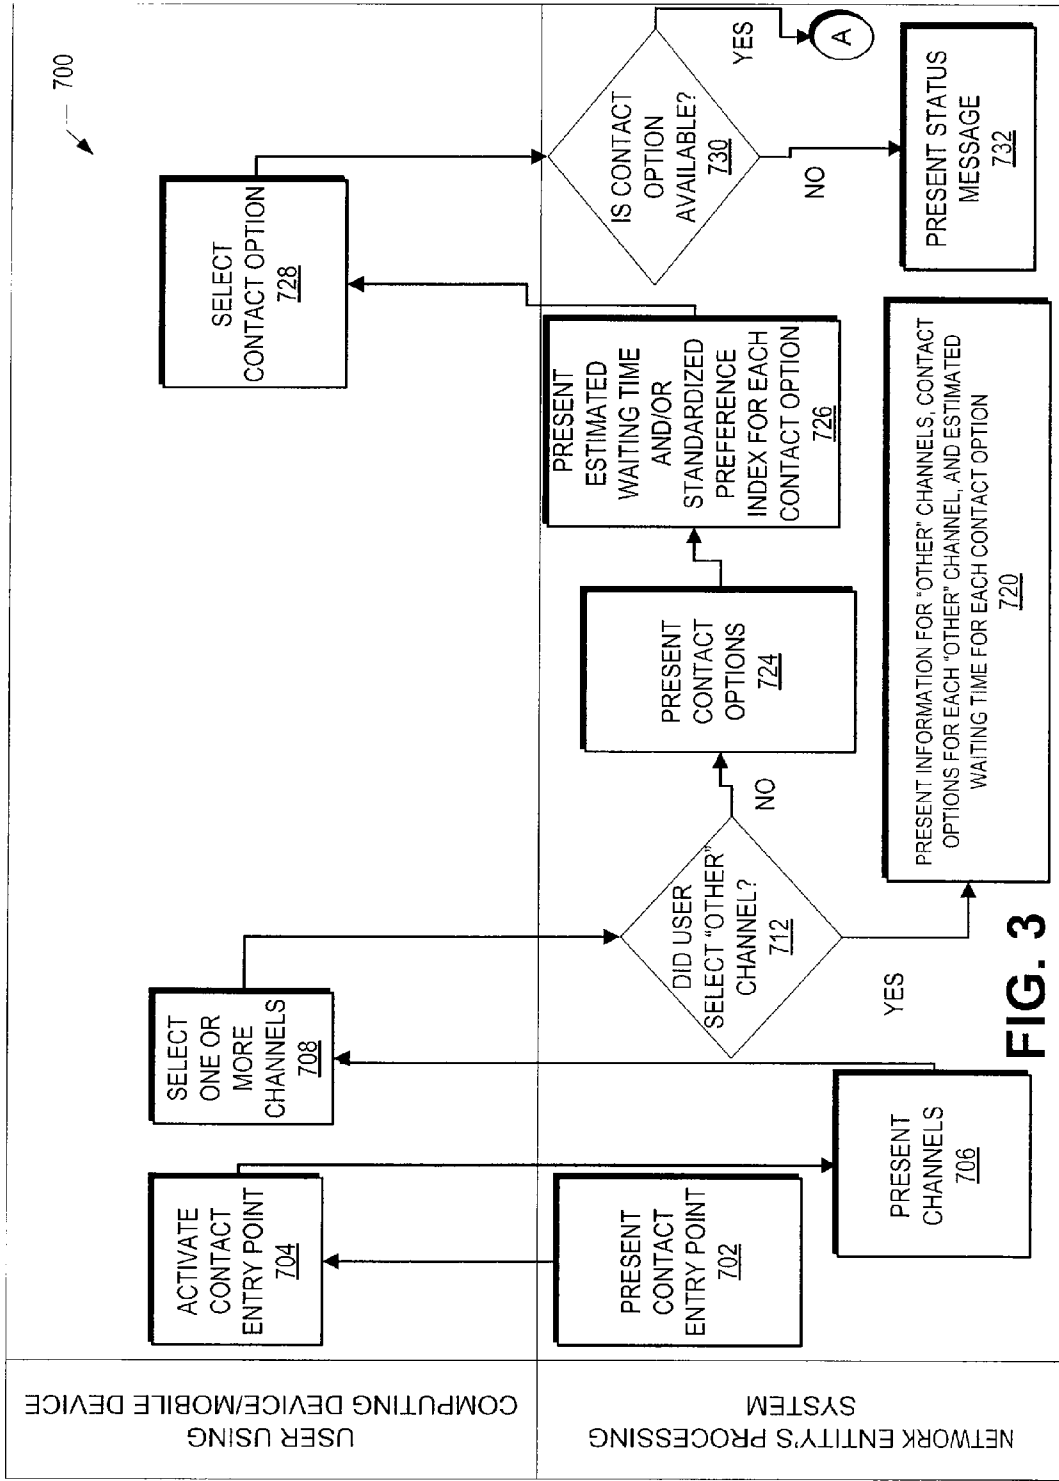 700
USER USING
COMPUTING DEVICE/MOBILE DEVICE
ACTIVATE
CONTACT
ENTRY POINT
704
SELECT
ONE OR
MORE
CHANNELS
708
SELECT
CONTACT OPTION
728
NETWORK ENTITY'S PROCESSING
SYSTEM
PRESENT
CONTACT
ENTRY POINT
702
PRESENT
CHANNELS
706
DID USER
SELECT "OTHER"
CHANNEL?
712
NO
YES
PRESENT
CONTACT
OPTIONS
724
PRESENT
ESTIMATED
WAITING TIME
AND/OR
STANDARDIZED
PREFERENCE
INDEX FOR EACH
CONTACT OPTION
726
IS CONTACT
OPTION
AVAILABLE?
730
YES
A
NO
PRESENT STATUS
MESSAGE
732
PRESENT INFORMATION FOR "OTHER" CHANNELS, CONTACT
OPTIONS FOR EACH "OTHER" CHANNEL, AND ESTIMATED
WAITING TIME FOR EACH CONTACT OPTION
720
FIG. 3